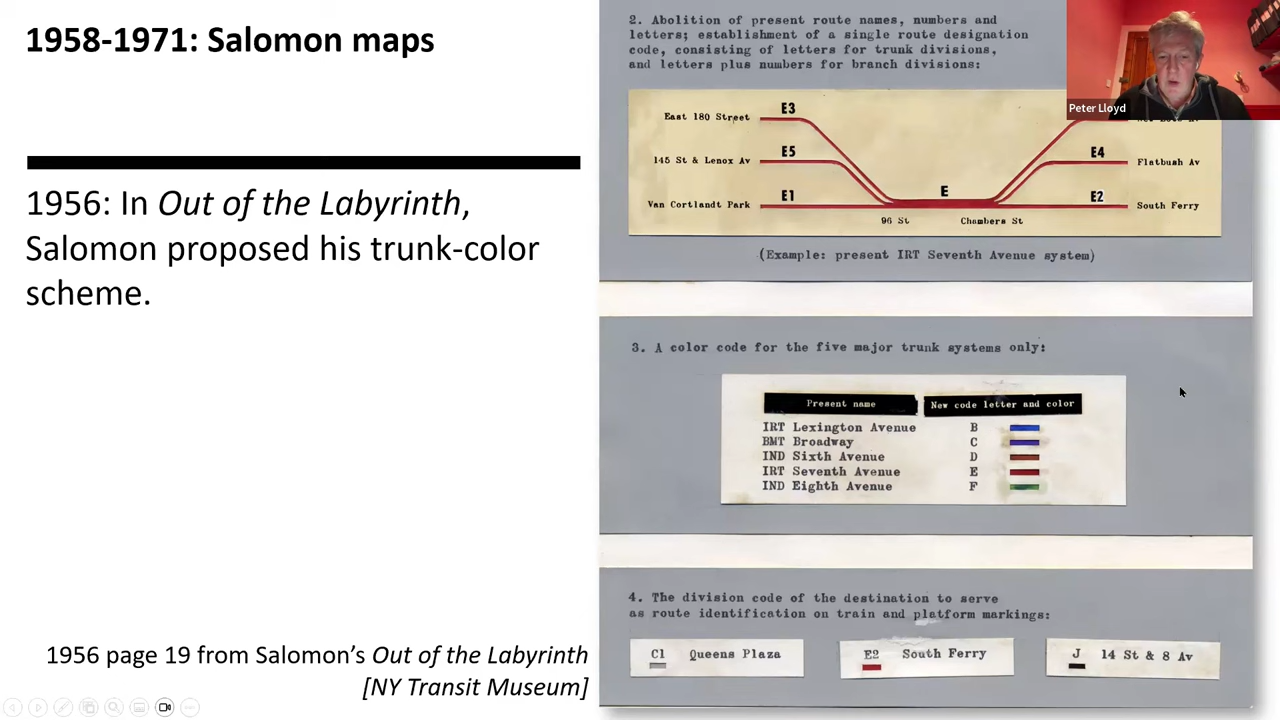 1958-1971: Salomon maps
1956: In Out of the Labyrinth,
Salomon proposed his trunk-color
scheme.
1956 page 19 from Salomon’s Out of the Labyrinth
[NY Transit Museum]
2. Abolition of present route names, numbers and
letters; establishment of a single route designation
code, consisting of letters for trunk divisions,
and letters plus numbers for branch divisions:
East 180 Street E3
145 St & Lenox Av E5 E4 Flatbush Av
Van Cortlandt Park E1 E E2 South Ferry
96 St Chambers St
(Example: present IRT Seventh Avenue system)
3. A color code for the five major trunk systems only:
Present name New code letter and color
IRT Lexington Avenue B
BMT Broadway C
IND Sixth Avenue D
IRT Seventh Avenue E
IND Eighth Avenue F
4. The division code of the destination to serve
as route identification on train and platform markings:
C1 Queens Plaza E2 South Ferry J 14 St & 8 Av
Peter Lloyd